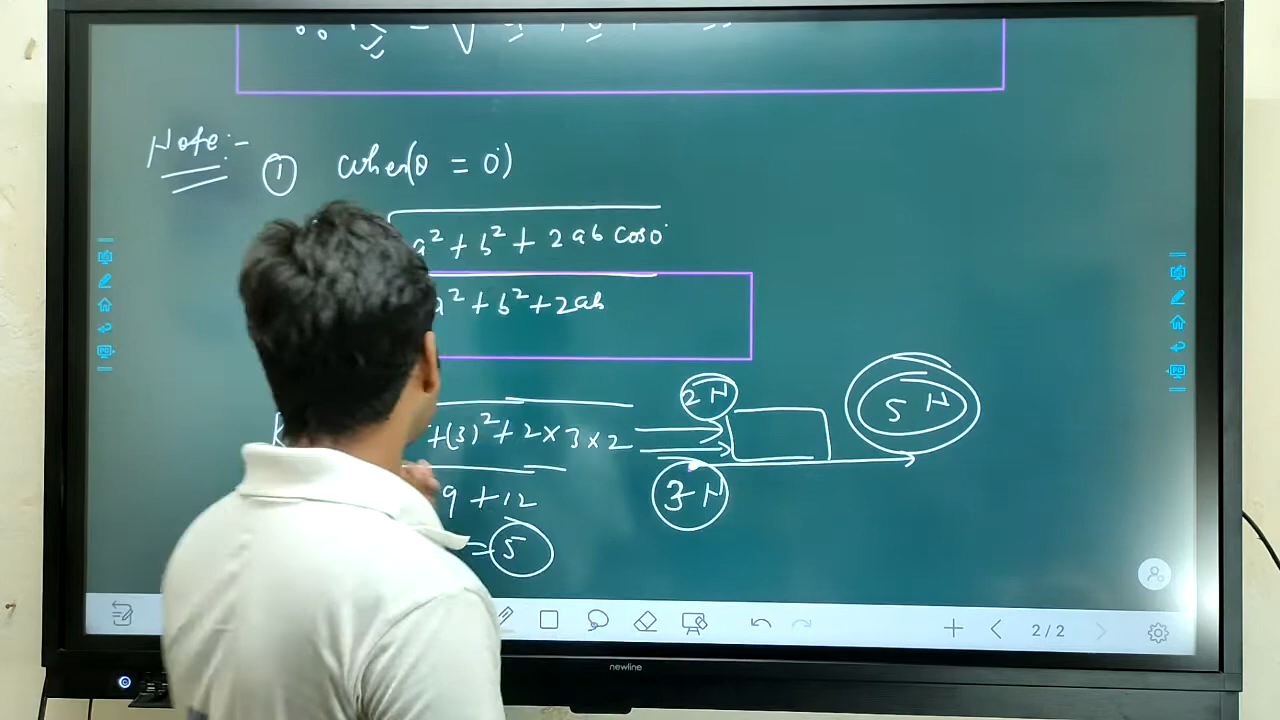 Note:-
① When(θ = 0°)
a² + b² + 2ab cos0°
a² + b² + 2ab
2N
5 N
+(3)² + 2×3×2
3N
9 + 12
= 5
2/2
newline